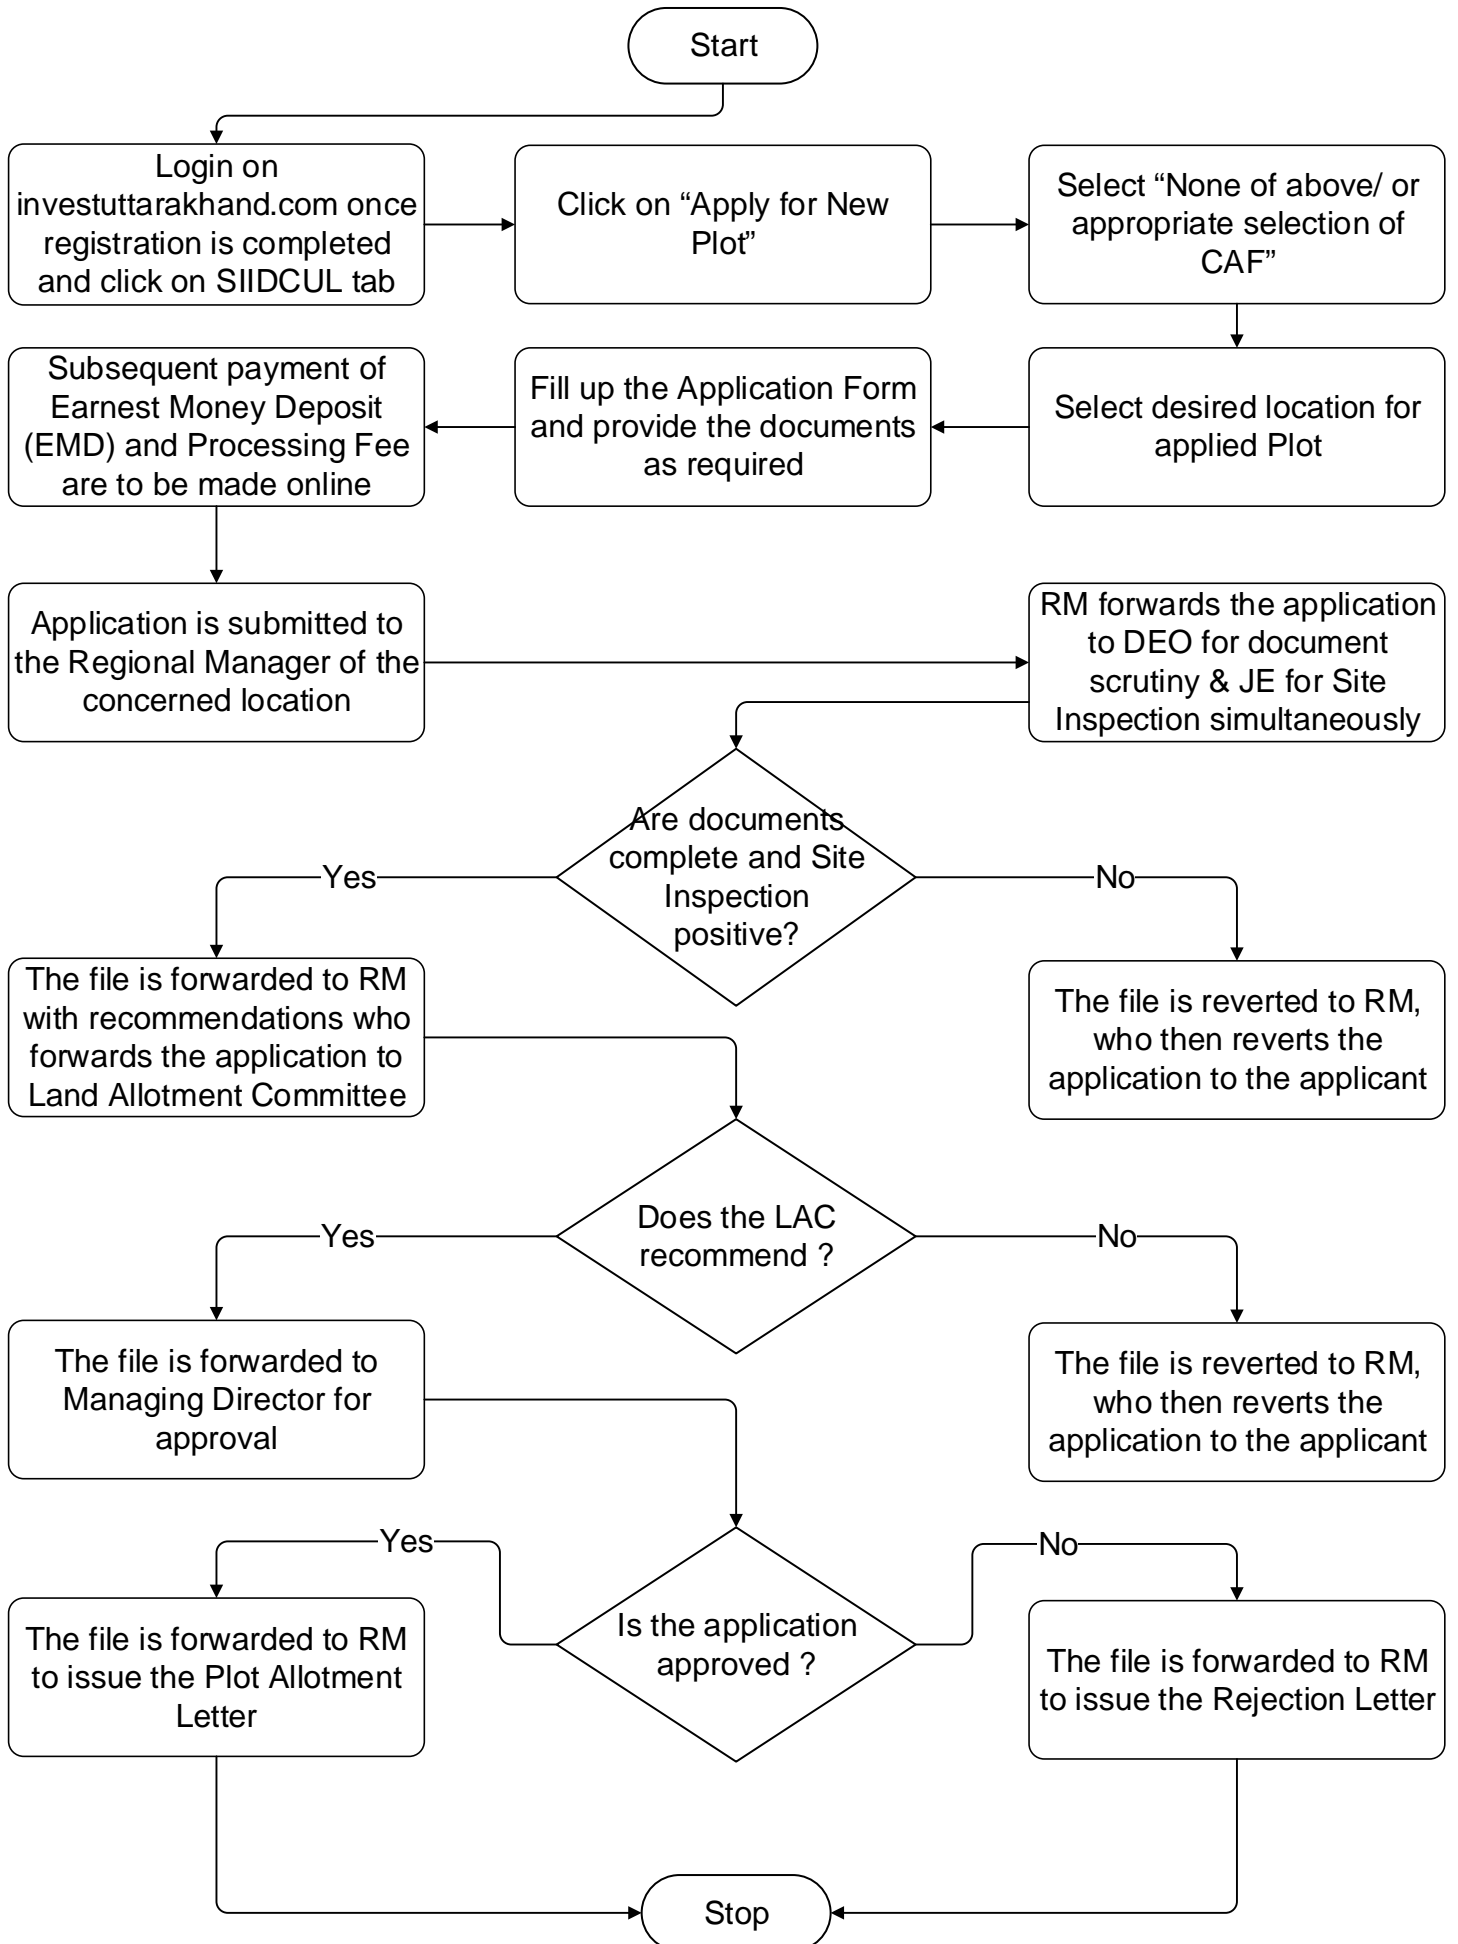 Start
Login on
investuttarakhand.com once
registration is completed
and click on SIIDCUL tab
Click on “Apply for New
Plot”
Select “None of above/ or
appropriate selection of
CAF”
Subsequent payment of
Earnest Money Deposit
(EMD) and Processing Fee
are to be made online
Fill up the Application Form
and provide the documents
as required
Select desired location for
applied Plot
Application is submitted to
the Regional Manager of the
concerned location
RM forwards the application
to DEO for document
scrutiny & JE for Site
Inspection simultaneously
Are documents
complete and Site
Inspection
positive?
Yes
No
The file is forwarded to RM
with recommendations who
forwards the application to
Land Allotment Committee
The file is reverted to RM,
who then reverts the
application to the applicant
Does the LAC
recommend ?
Yes
No
The file is forwarded to
Managing Director for
approval
The file is reverted to RM,
who then reverts the
application to the applicant
Yes
No
Is the application
approved ?
The file is forwarded to RM
to issue the Plot Allotment
Letter
The file is forwarded to RM
to issue the Rejection Letter
Stop